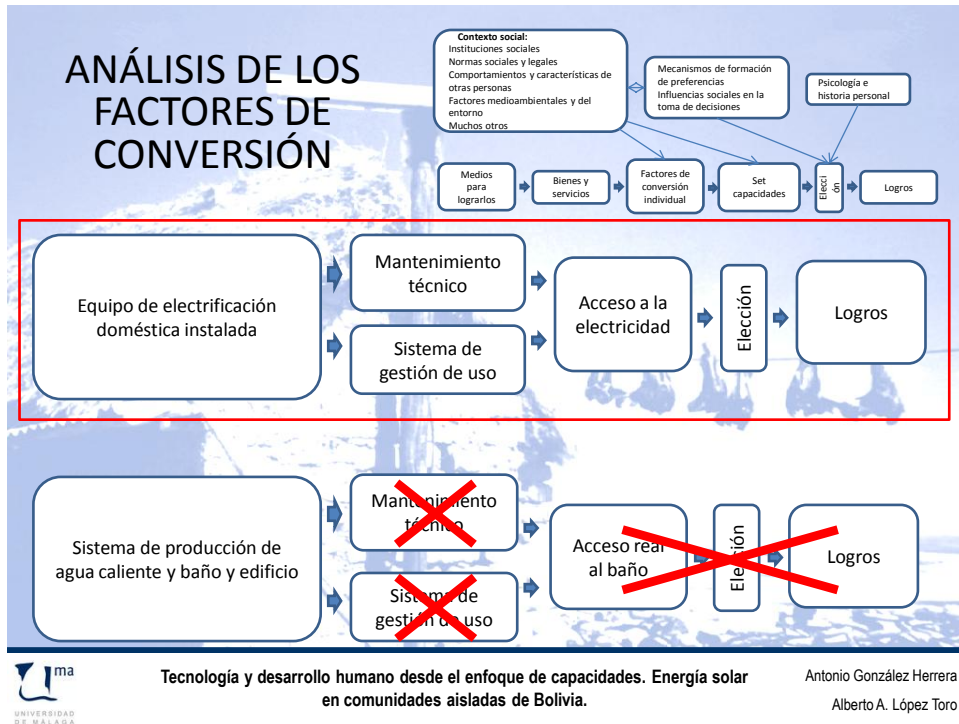 ANÁLISIS DE LOS
FACTORES DE
CONVERSIÓN
Contexto social:
Instituciones sociales
Normas sociales y legales
Comportamientos y características de
otras personas
Factores medioambientales y del
entorno
Muchos otros
Mecanismos de formación
de preferencias
Influencias sociales en la
toma de decisiones
Psicología e
historia personal
Medios
para
lograrlos
Bienes y
servicios
Factores de
conversión
individual
Set
capacidades
Elecci
ón
Logros
Equipo de electrificación
doméstica instalada
Mantenimiento
técnico
Sistema de
gestión de uso
Acceso a la
electricidad
Elección
Logros
Sistema de producción de
agua caliente y baño y edificio
Mantenimiento
técnico
Sistema de
gestión de uso
Acceso real
al baño
Elección
Logros
uma
UNIVERSIDAD
DE MÁLAGA
Tecnología y desarrollo humano desde el enfoque de capacidades. Energía solar
en comunidades aisladas de Bolivia.
Antonio González Herrera
Alberto A. López Toro